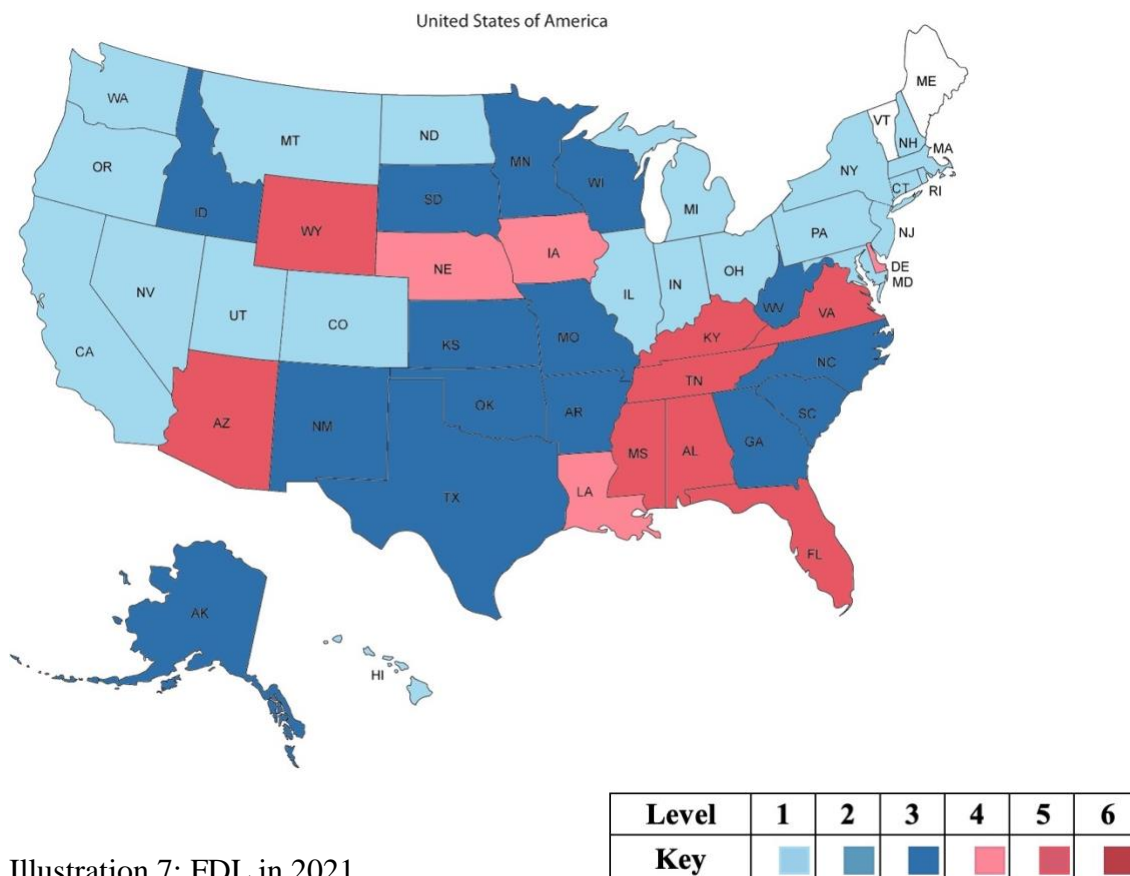 United States of America
ME
WA
VT
MT
ND
NH
MA
OR
MN
NY
WI
SD
CT
RI
ID
MI
WY
PA
NJ
IA
NE
OH
DE
IL
IN
MD
NV
WV
UT
VA
CO
CA
KS
MO
KY
NC
TN
OK
AR
SC
AZ
NM
GA
MS
AL
LA
TX
FL
AK
HI
Level 1 2 3 4 5 6
Key
Illustration 7: FDL in 2021